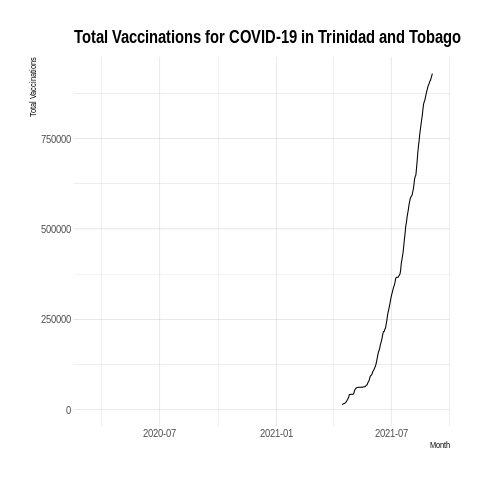 Total Vaccinations for COVID-19 in Trinidad and Tobago
Total Vaccinations
750000
500000
250000
0
2020-07
2021-01
2021-07
Month